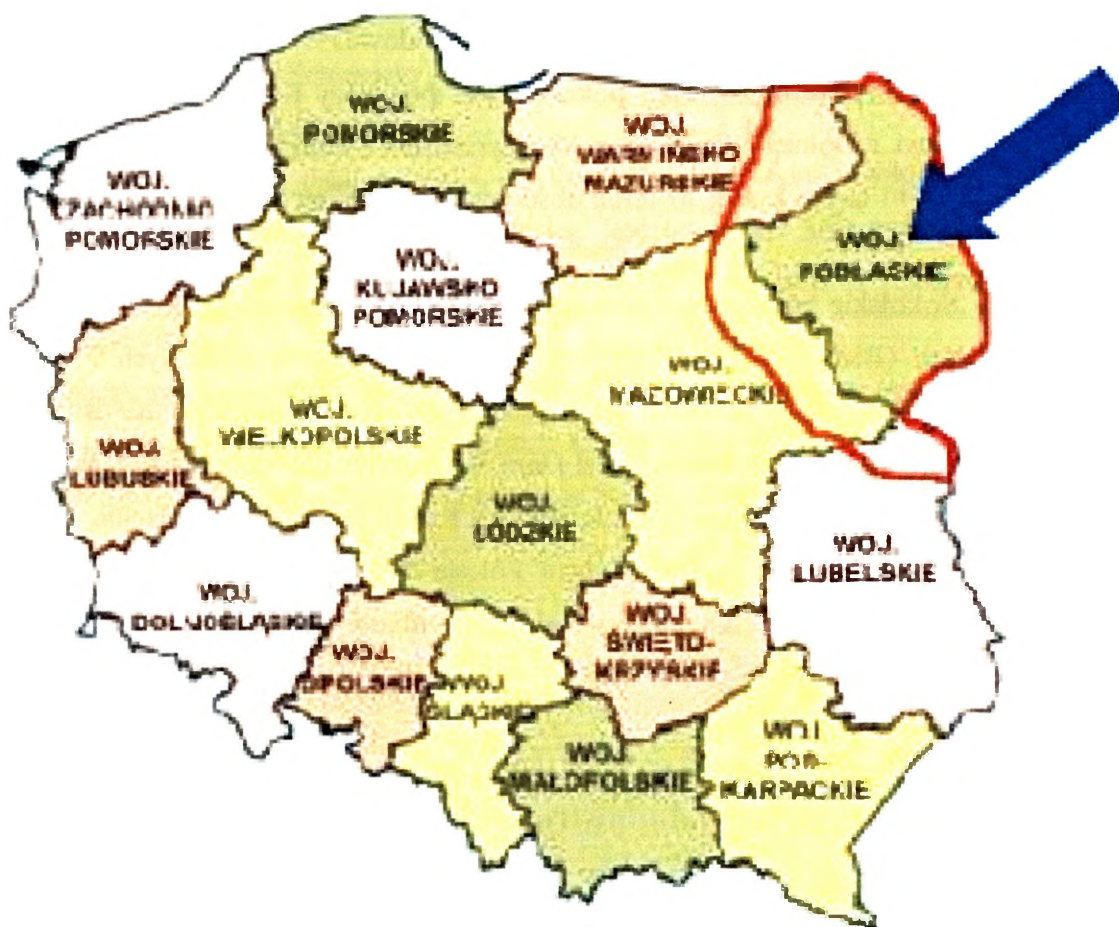 WOJ.
POMORSKIE
WOJ.
WARMIŃSKO
MAZURSKIE
WOJ.
ZACHODNIO
POMORSKIE
WOJ.
PODLASKIE
WOJ.
KUJAWSKO
POMORSKIE
WOJ.
MAZOWIECKIE
WOJ.
WIELKOPOLSKIE
WOJ.
LUBUSKIE
WOJ.
ŁÓDZKIE
WOJ.
LUBELSKIE
WOJ.
DOLNOŚLĄSKIE
WOJ.
ŚWIĘTO-
KRZYSKIE
WOJ.
OPOLSKIE
WOJ.
ŚLĄSKIE
WOJ.
MAŁOPOLSKIE
WOJ.
POD-
KARPACKIE